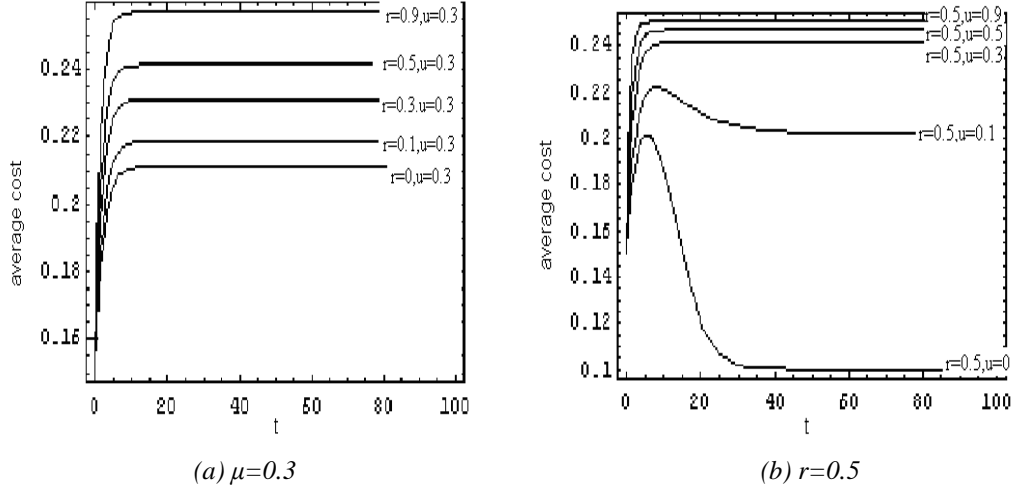 r=0.9,u=0.3
r=0.5,u=0.3
r=0.3.u=0.3
r=0.1,u=0.3
r=0,u=0.3
0.24
0.22
0.2
0.18
0.16
average cost
0 20 40 60 80 100
t
(a) μ=0.3
r=0.5,u=0.9
r=0.5,u=0.5
r=0.5,u=0.3
r=0.5,u=0.1
r=0.5,u=0
0.24
0.22
0.2
0.18
0.16
0.14
0.12
0.1
average cost
0 20 40 60 80 100
t
(b) r=0.5